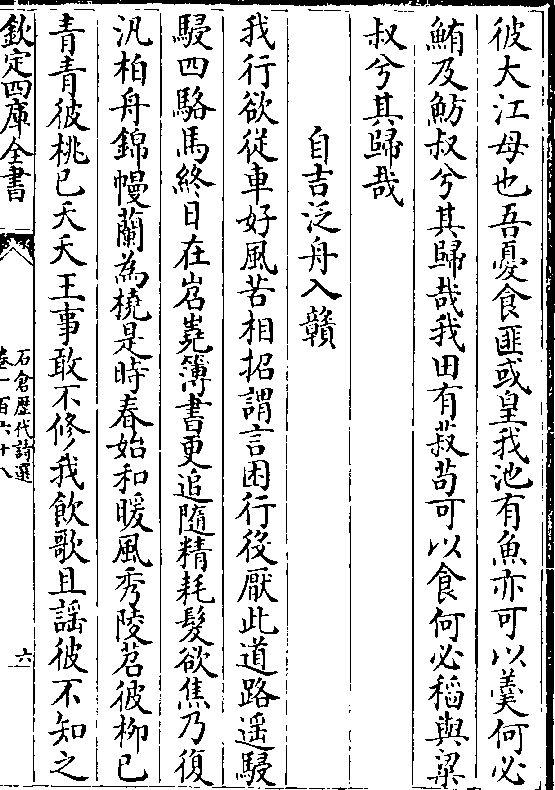 彼大江母也吾憂食匪或皇我池有魚亦可以羹何必
鮪及魴叔兮其歸哉我田有菽苟可以食何必稻與粱
叔兮其歸哉
自吉泛舟入贛
我行欲從車好風苦相招謂言困行役厭此道路遥駸
駸四駱馬終日在岧嶤簿書更追隨精耗髮欲焦乃復
汎柏舟錦幔蘭為橈是時春始和暖風秀陵苕彼柳已
青青彼桃已夭夭王事敢不修我飲歌且謡彼不知之
欽定四庫全書
石倉歷代詩選
卷一百六十八
六